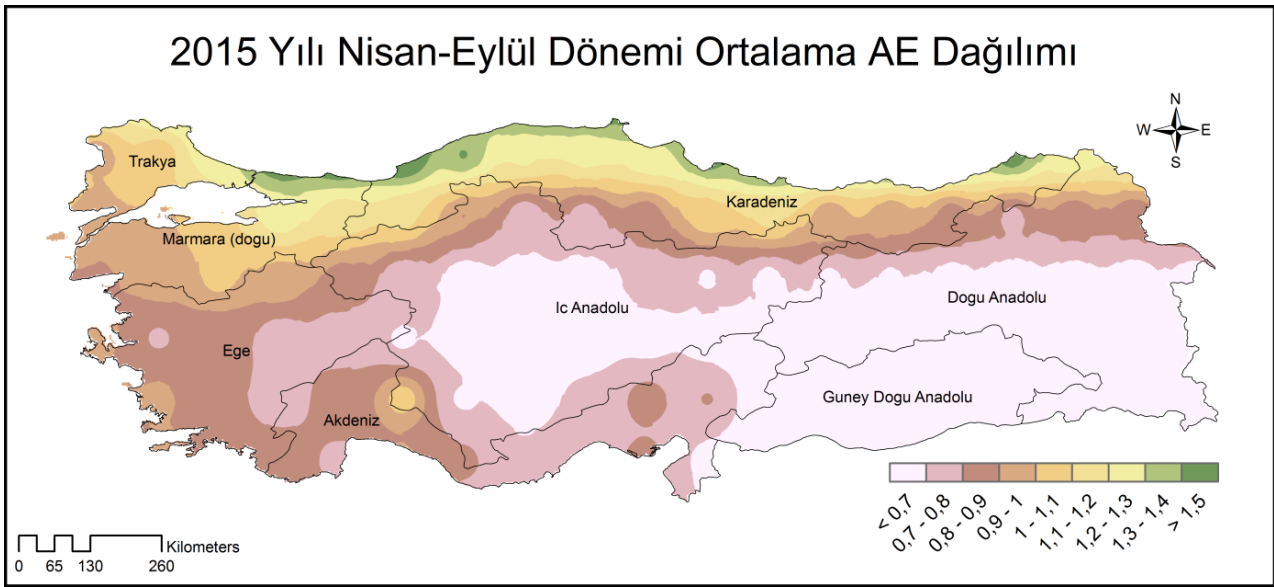 2015 Yılı Nisan-Eylül Dönemi Ortalama AE Dağılımı
N
W E
S
Trakya
Karadeniz
Marmara (dogu)
Dogu Anadolu
Ic Anadolu
Ege
Guney Dogu Anadolu
Akdeniz
< 0,7
0,7 - 0,8
0,8 - 0,9
0,9 - 1
1 - 1,1
1,1 - 1,2
1,2 - 1,3
1,3 - 1,4
> 1,5
Kilometers
0 65 130 260